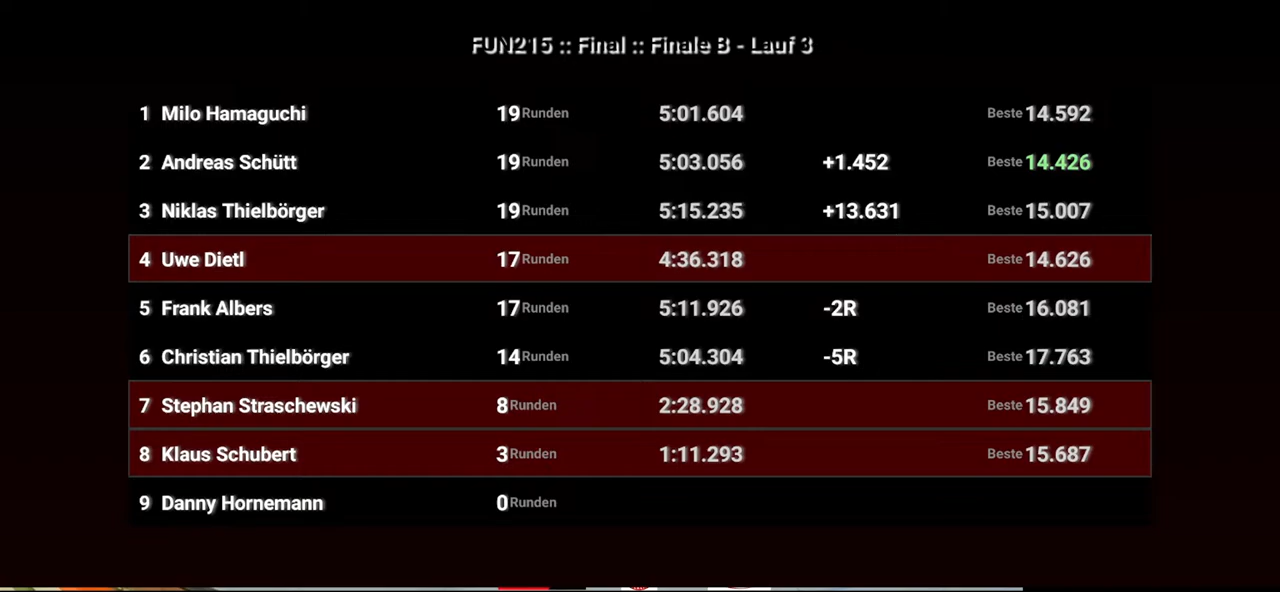 FUN215 :: Final :: Finale B - Lauf 3
1 Milo Hamaguchi 19 Runden 5:01.604 Beste 14.592
2 Andreas Schütt 19 Runden 5:03.056 +1.452 Beste 14.426
3 Niklas Thielbörger 19 Runden 5:15.235 +13.631 Beste 15.007
4 Uwe Dietl 17 Runden 4:36.318 Beste 14.626
5 Frank Albers 17 Runden 5:11.926 -2R Beste 16.081
6 Christian Thielbörger 14 Runden 5:04.304 -5R Beste 17.763
7 Stephan Straschewski 8 Runden 2:28.928 Beste 15.849
8 Klaus Schubert 3 Runden 1:11.293 Beste 15.687
9 Danny Hornemann 0 Runden